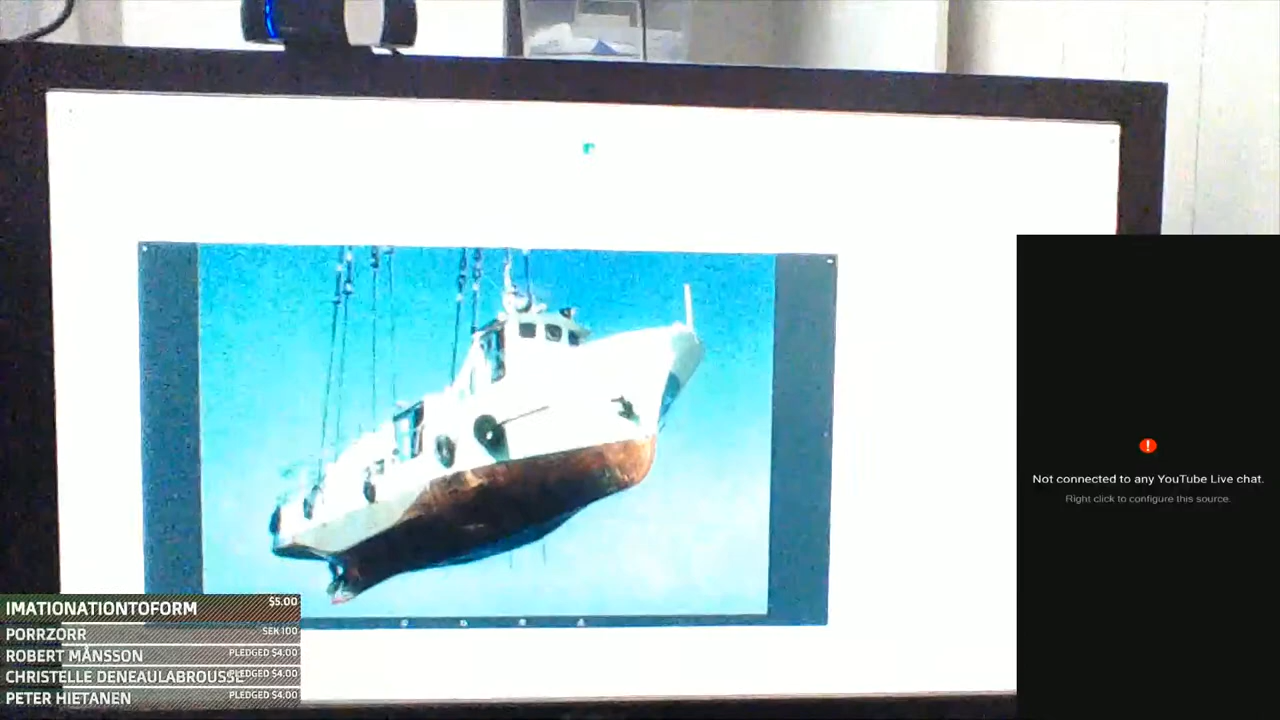 Not connected to any YouTube Live chat.
Right click to configure this source.
IMATIONATIONTOFORM $5.00
PORRZORR SEK 100
ROBERT MÅNSSON PLEDGED $4.00
CHRISTELLE DENEAULABROUSSE PLEDGED $4.00
PETER HIETANEN PLEDGED $4.00